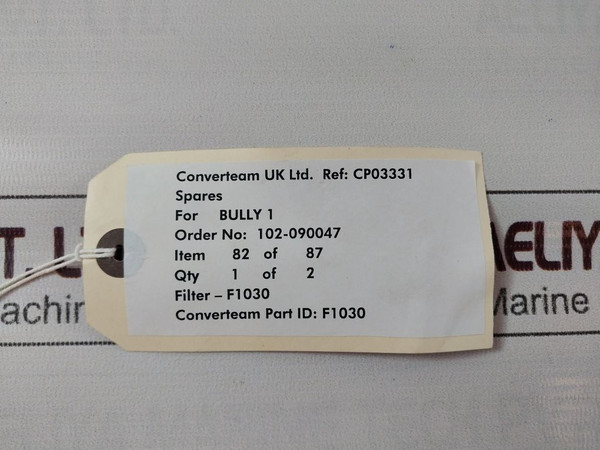 Converteam UK Ltd. Ref: CP03331
Spares
For BULLY 1
Order No: 102-090047
Item 82 of 87
Qty 1 of 2
Filter – F1030
Converteam Part ID: F1030
Marine